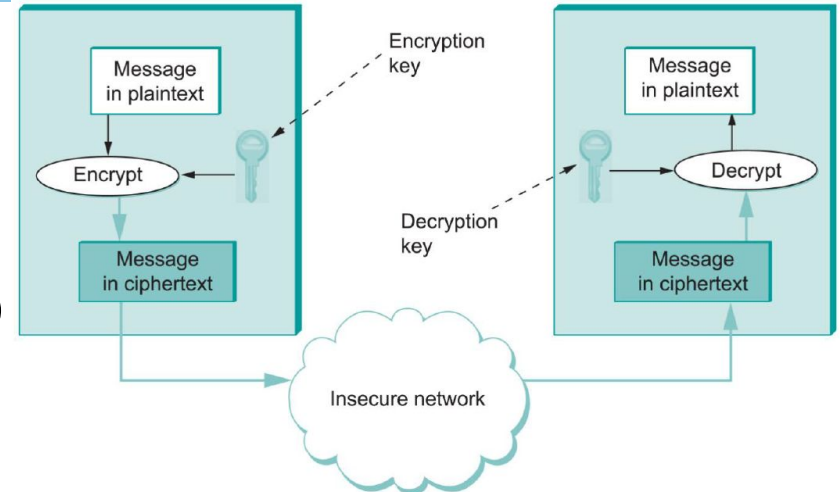 Message
in plaintext
Encrypt
Message
in ciphertext
Encryption
key
Decryption
key
Insecure network
Message
in plaintext
Decrypt
Message
in ciphertext